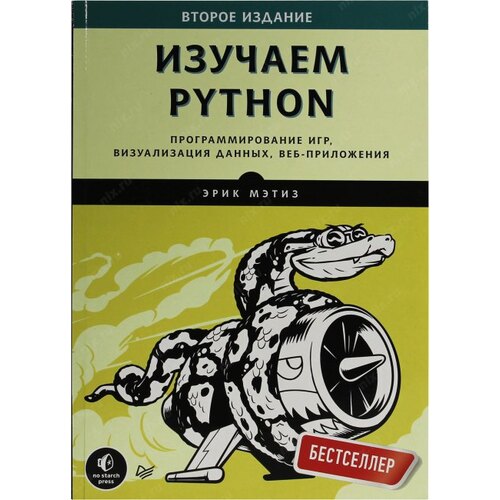 ВТОРОЕ ИЗДАНИЕ
ИЗУЧАЕМ
PYTHON
ПРОГРАММИРОВАНИЕ ИГР,
ВИЗУАЛИЗАЦИЯ ДАННЫХ, ВЕБ-ПРИЛОЖЕНИЯ
ЭРИК МЭТИЗ
БЕСТСЕЛЛЕР
no starch
press